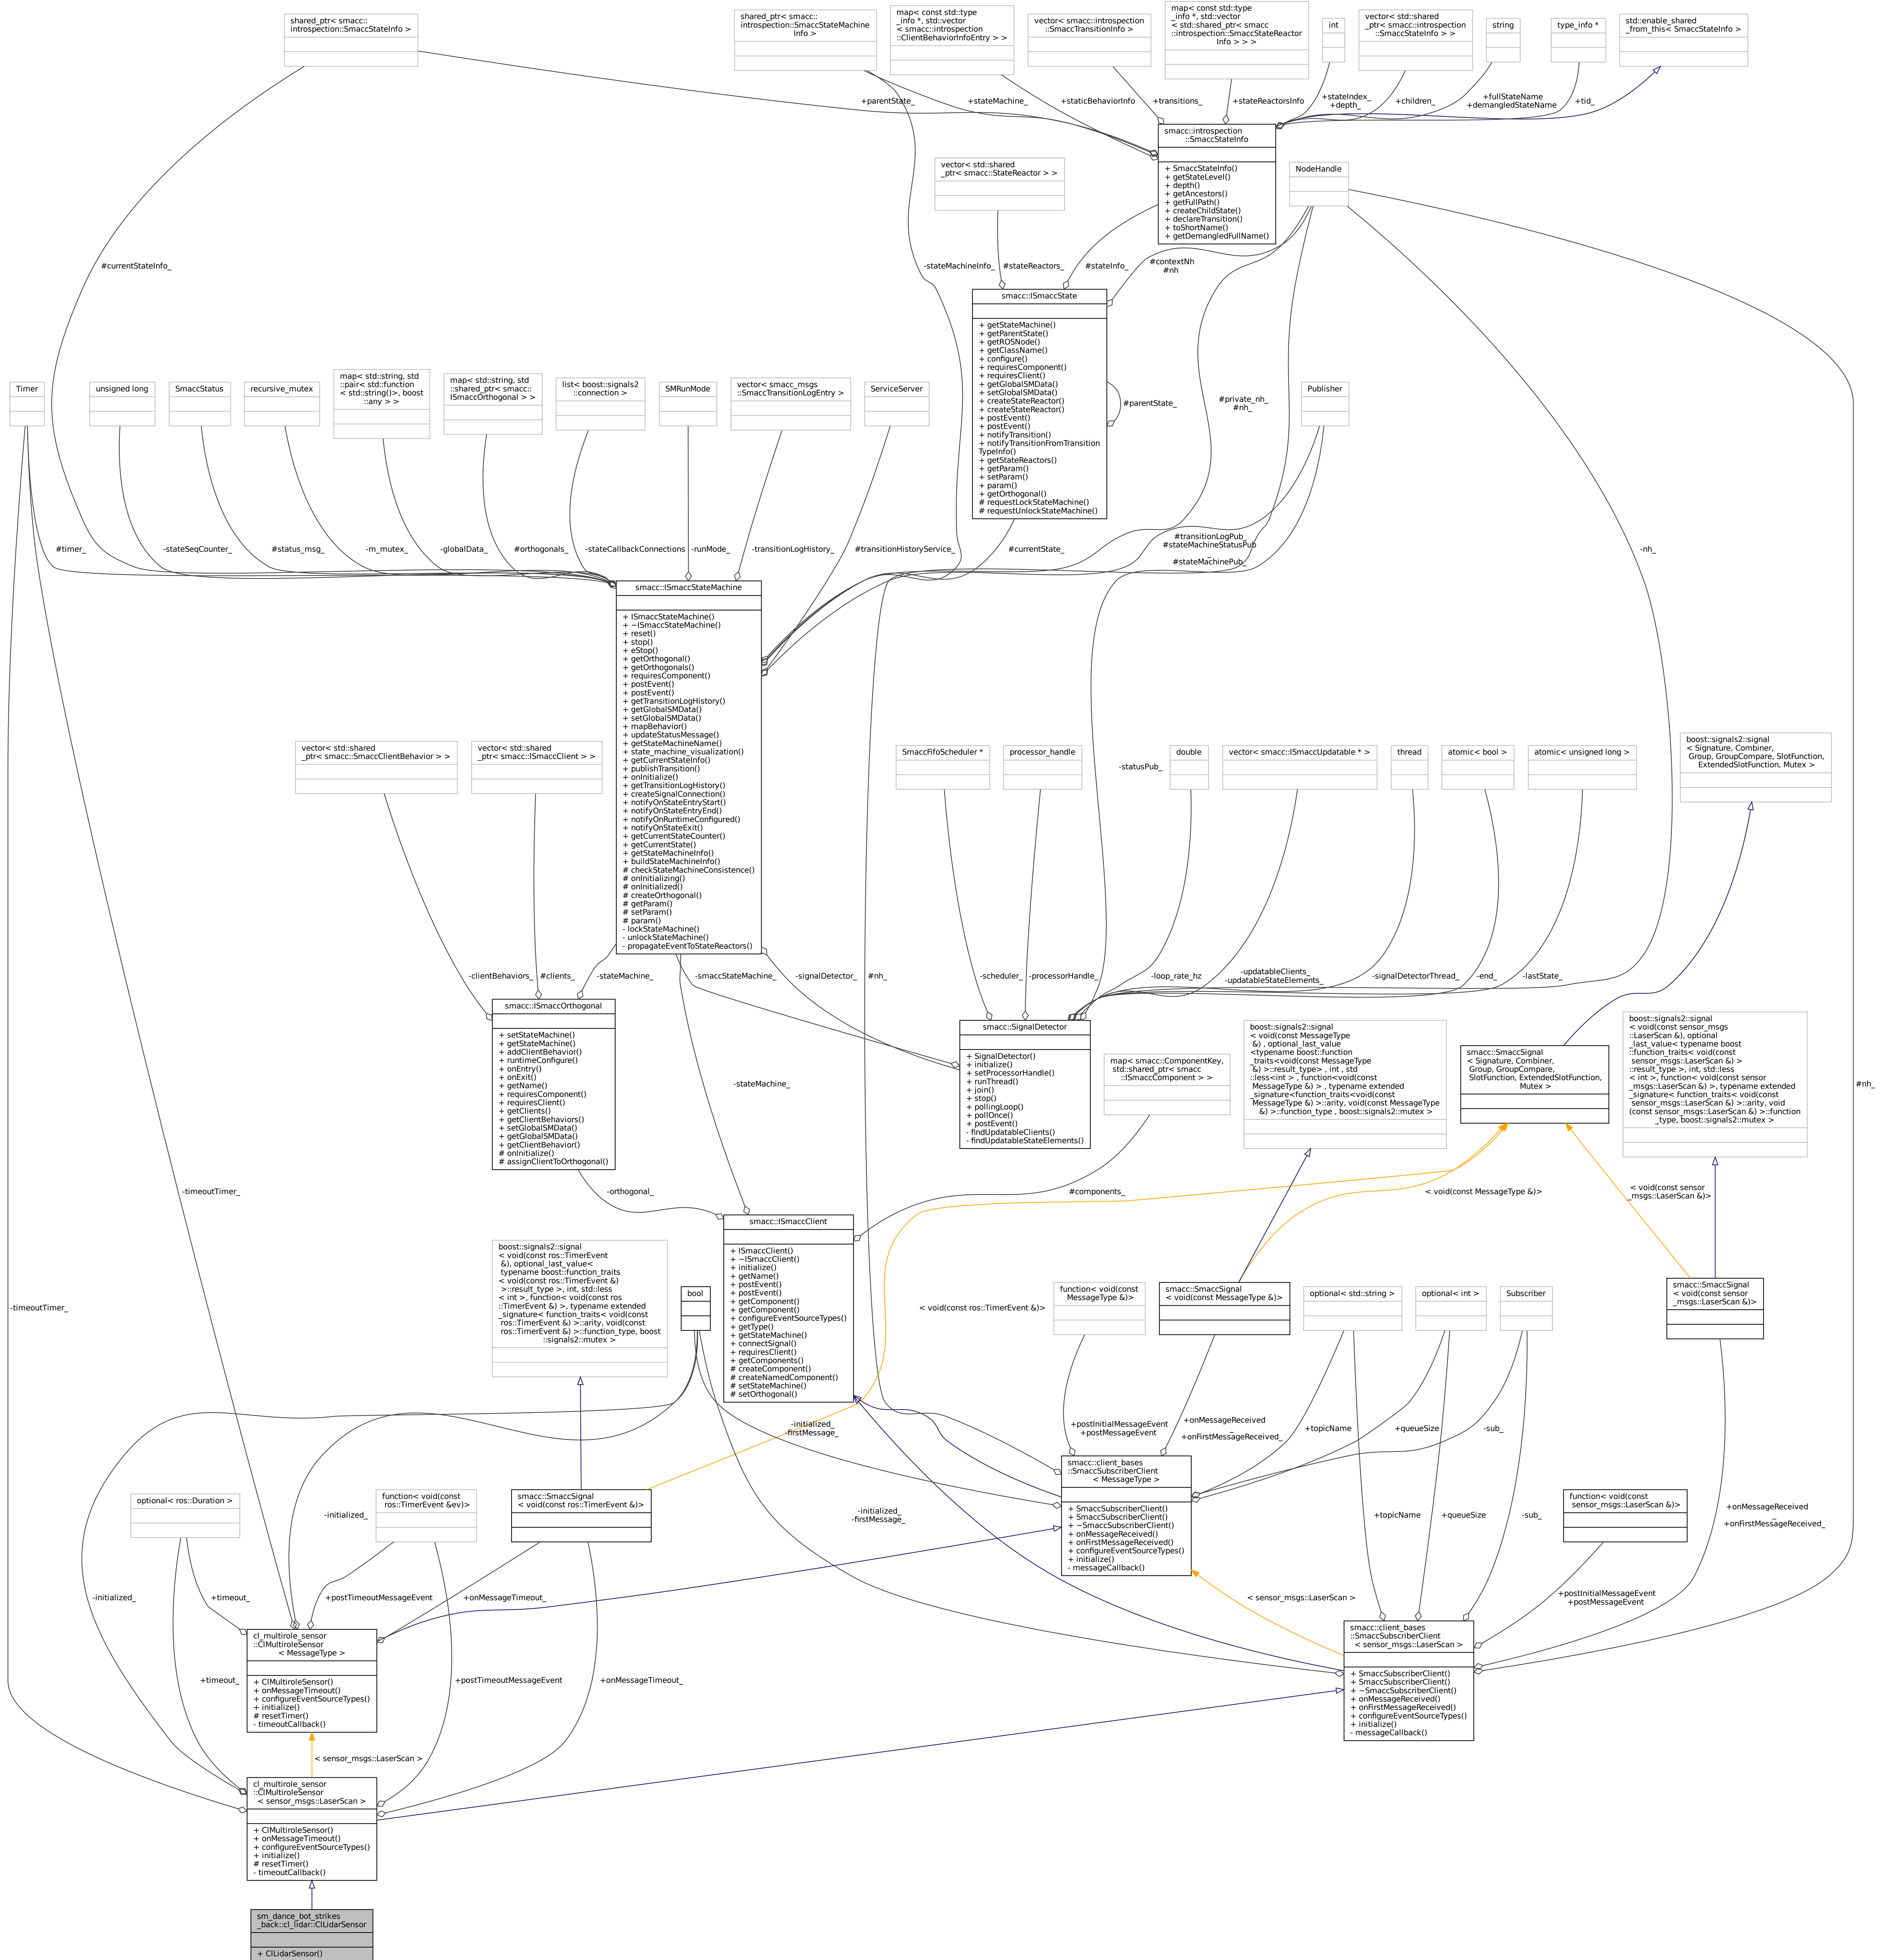 shared_ptr< smacc::
introspection::SmaccStateInfo >
shared_ptr< smacc::
introspection::SmaccStateMachine
Info >
map< const std::type
_info *, std::vector
< smacc::introspection
::ClientBehaviorInfoEntry > >
vector< smacc::introspection
::SmaccTransitionInfo >
map< const std::type
_info *, std::vector
< std::shared_ptr< smacc
::introspection::SmaccStateReactor
Info > > >
int
vector< std::shared
_ptr< smacc::introspection
::SmaccStateInfo > >
string
type_info *
std::enable_shared
_from_this< SmaccStateInfo >
+parentState_
+stateMachine_
+staticBehaviorInfo
+transitions_
+stateReactorsInfo
+stateIndex_
+depth_
+children_
+fullStateName
+demangledStateName
+tid_
smacc::introspection
::SmaccStateInfo
+ SmaccStateInfo()
+ getStateLevel()
+ depth()
+ getAncestors()
+ getFullPath()
+ createChildState()
+ declareTransition()
+ toShortName()
+ getDemangledFullName()
vector< std::shared
_ptr< smacc::StateReactor > >
NodeHandle
#currentStateInfo_
-stateMachineInfo_
#stateReactors_
#stateInfo_
#contextNh
#nh
smacc::ISmaccState
+ getStateMachine()
+ getParentState()
+ getROSNode()
+ getClassName()
+ configure()
+ requiresComponent()
+ requiresClient()
+ getGlobalSMData()
+ setGlobalSMData()
+ createStateReactor()
+ createStateReactor()
+ postEvent()
+ postEvent()
+ notifyTransition()
+ notifyTransitionFromTransition
TypeInfo()
+ getStateReactors()
+ getParam()
+ setParam()
+ param()
+ getOrthogonal()
# requestLockStateMachine()
# requestUnlockStateMachine()
#parentState_
#private_nh_
#nh_
Publisher
Timer
unsigned long
SmaccStatus
recursive_mutex
map< std::string, std
::pair< std::function
< std::string()>, boost
::any > >
map< std::string, std
::shared_ptr< smacc::
ISmaccOrthogonal > >
list< boost::signals2
::connection >
SMRunMode
vector< smacc_msgs
::SmaccTransitionLogEntry >
ServiceServer
#timer_
-stateSeqCounter_
#status_msg_
-m_mutex_
-globalData_
#orthogonals_
-stateCallbackConnections
-runMode_
-transitionLogHistory_
#transitionHistoryService_
#currentState_
#transitionLogPub_
#stateMachineStatusPub
_
#stateMachinePub_
-nh_
smacc::ISmaccStateMachine
+ ISmaccStateMachine()
+ ~ISmaccStateMachine()
+ reset()
+ stop()
+ eStop()
+ getOrthogonal()
+ getOrthogonals()
+ requiresComponent()
+ postEvent()
+ postEvent()
+ getTransitionLogHistory()
+ getGlobalSMData()
+ setGlobalSMData()
+ mapBehavior()
+ updateStatusMessage()
+ getStateMachineName()
+ state_machine_visualization()
+ getCurrentStateInfo()
+ publishTransition()
+ onInitialize()
+ getTransitionLogHistory()
+ createSignalConnection()
+ notifyOnStateEntryStart()
+ notifyOnStateEntryEnd()
+ notifyOnRuntimeConfigured()
+ notifyOnStateExit()
+ getCurrentStateCounter()
+ getCurrentState()
+ getStateMachineInfo()
+ buildStateMachineInfo()
# checkStateMachineConsistence()
# onInitializing()
# onInitialized()
# createOrthogonal()
# getParam()
# setParam()
# param()
- lockStateMachine()
- unlockStateMachine()
- propagateEventToStateReactors()
vector< std::shared
_ptr< smacc::SmaccClientBehavior > >
vector< std::shared
_ptr< smacc::ISmaccClient > >
SmaccFifoScheduler *
processor_handle
-statusPub_
double
vector< smacc::ISmaccUpdatable * >
thread
atomic< bool >
atomic< unsigned long >
boost::signals2::signal
< Signature, Combiner,
Group, GroupCompare, SlotFunction,
ExtendedSlotFunction, Mutex >
-clientBehaviors_
#clients_
-stateMachine_
-smaccStateMachine_
-signalDetector_
#nh_
-scheduler_
-processorHandle_
-loop_rate_hz
-updatableClients_
-updatableStateElements_
-signalDetectorThread_
-end_
-lastState_
smacc::ISmaccOrthogonal
+ setStateMachine()
+ getStateMachine()
+ addClientBehavior()
+ runtimeConfigure()
+ onEntry()
+ onExit()
+ getName()
+ requiresComponent()
+ requiresClient()
+ getClients()
+ getClientBehaviors()
+ setGlobalSMData()
+ getGlobalSMData()
+ getClientBehavior()
# onInitialize()
# assignClientToOrthogonal()
smacc::SignalDetector
+ SignalDetector()
+ initialize()
+ setProcessorHandle()
+ runThread()
+ join()
+ stop()
+ pollingLoop()
+ pollOnce()
+ postEvent()
- findUpdatableClients()
- findUpdatableStateElements()
map< smacc::ComponentKey,
std::shared_ptr< smacc
::ISmaccComponent > >
boost::signals2::signal
< void(const MessageType
&) , optional_last_value
<typename boost::function
_traits<void(const MessageType
&) >::result_type> , int , std
::less<int > , function<void(const
MessageType &) > , typename extended
_signature<function_traits<void(const
MessageType &) >::arity, void(const MessageType
&) >::function_type , boost::signals2::mutex >
smacc::SmaccSignal
< Signature, Combiner,
Group, GroupCompare,
SlotFunction, ExtendedSlotFunction,
Mutex >
boost::signals2::signal
< void(const sensor_msgs
::LaserScan &), optional
_last_value< typename boost
::function_traits< void(const
sensor_msgs::LaserScan &) >
::result_type >, int, std::less
< int >, function< void(const sensor
_msgs::LaserScan &) >, typename extended
_signature< function_traits< void(const
sensor_msgs::LaserScan &) >::arity, void
(const sensor_msgs::LaserScan &) >::function
_type, boost::signals2::mutex >
-stateMachine_
#nh_
-timeoutTimer_
-orthogonal_
#components_
< void(const MessageType &)>
< void(const sensor
_msgs::LaserScan &)>
smacc::ISmaccClient
+ ISmaccClient()
+ ~ISmaccClient()
+ initialize()
+ getName()
+ postEvent()
+ postEvent()
+ getComponent()
+ getComponent()
+ configureEventSourceTypes()
+ getType()
+ getStateMachine()
+ connectSignal()
+ requiresClient()
+ getComponents()
# createComponent()
# createNamedComponent()
# setStateMachine()
# setOrthogonal()
boost::signals2::signal
< void(const ros::TimerEvent
&), optional_last_value<
typename boost::function_traits
< void(const ros::TimerEvent &)
>::result_type >, int, std::less
< int >, function< void(const ros
::TimerEvent &) >, typename extended
_signature< function_traits< void(const
ros::TimerEvent &) >::arity, void(const
ros::TimerEvent &) >::function_type, boost
::signals2::mutex >
bool
-timeoutTimer_
< void(const ros::TimerEvent &)>
function< void(const
MessageType &)>
smacc::SmaccSignal
< void(const MessageType &)>
optional< std::string >
optional< int >
Subscriber
smacc::SmaccSignal
< void(const sensor
_msgs::LaserScan &)>
-initialized_
-firstMessage_
+postInitialMessageEvent
+postMessageEvent
+onMessageReceived
_
+onFirstMessageReceived_
+topicName
+queueSize
-sub_
smacc::client_bases
::SmaccSubscriberClient
< MessageType >
+ SmaccSubscriberClient()
+ SmaccSubscriberClient()
+ ~SmaccSubscriberClient()
+ onMessageReceived()
+ onFirstMessageReceived()
+ configureEventSourceTypes()
+ initialize()
- messageCallback()
optional< ros::Duration >
-initialized_
function< void(const
ros::TimerEvent &ev)>
smacc::SmaccSignal
< void(const ros::TimerEvent &)>
-initialized_
-firstMessage_
+topicName
+queueSize
-sub_
function< void(const
sensor_msgs::LaserScan &)>
+onMessageReceived
_
+onFirstMessageReceived_
-initialized_
+timeout_
+postTimeoutMessageEvent
+onMessageTimeout_
< sensor_msgs::LaserScan >
+postInitialMessageEvent
+postMessageEvent
cl_multirole_sensor
::ClMultiroleSensor
< MessageType >
+ ClMultiroleSensor()
+ onMessageTimeout()
+ configureEventSourceTypes()
+ initialize()
# resetTimer()
- timeoutCallback()
smacc::client_bases
::SmaccSubscriberClient
< sensor_msgs::LaserScan >
+ SmaccSubscriberClient()
+ SmaccSubscriberClient()
+ ~SmaccSubscriberClient()
+ onMessageReceived()
+ onFirstMessageReceived()
+ configureEventSourceTypes()
+ initialize()
- messageCallback()
+timeout_
+postTimeoutMessageEvent
+onMessageTimeout_
< sensor_msgs::LaserScan >
cl_multirole_sensor
::ClMultiroleSensor
< sensor_msgs::LaserScan >
+ ClMultiroleSensor()
+ onMessageTimeout()
+ configureEventSourceTypes()
+ initialize()
# resetTimer()
- timeoutCallback()
sm_dance_bot_strikes
_back::cl_lidar::ClLidarSensor
+ ClLidarSensor()